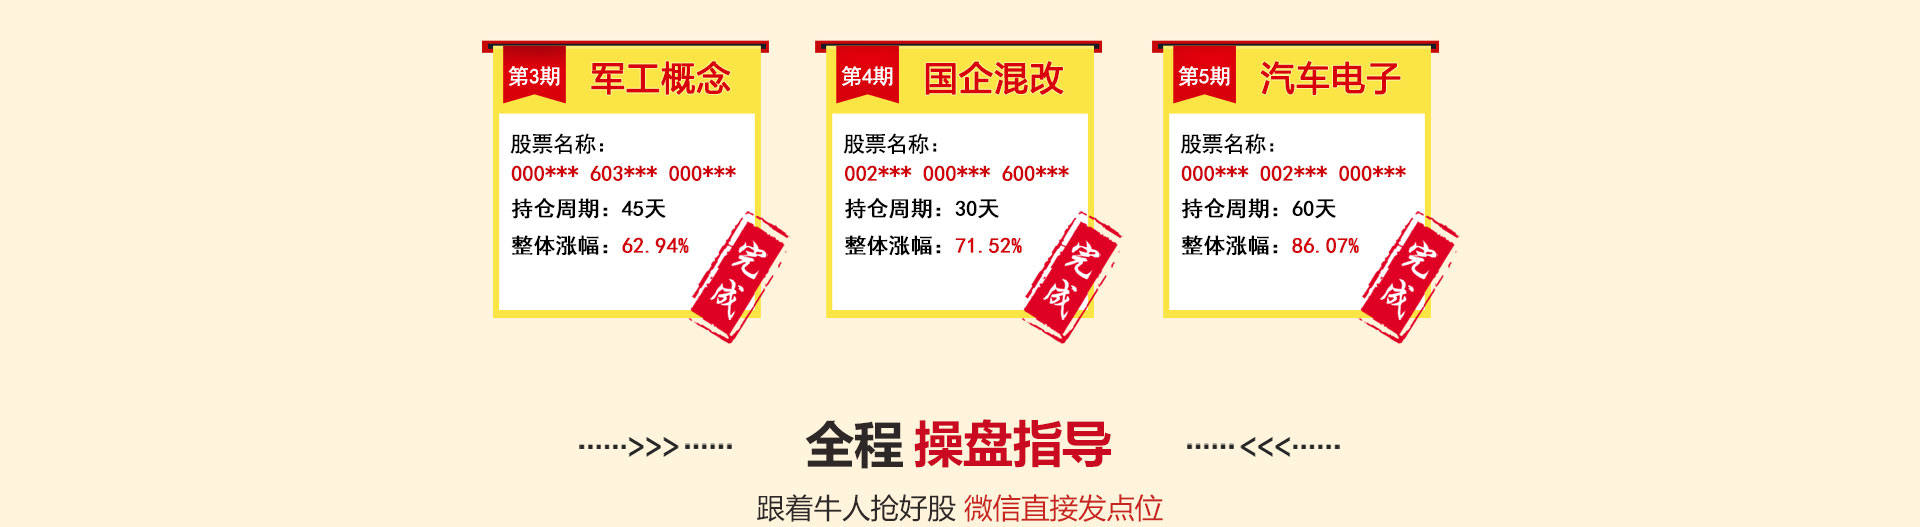 第3期 军工概念
股票名称：
000*** 603*** 000***
持仓周期：45天
整体涨幅：62.94%
完成
第4期 国企混改
股票名称：
002*** 000*** 600***
持仓周期：30天
整体涨幅：71.52%
完成
第5期 汽车电子
股票名称：
000*** 002*** 000***
持仓周期：60天
整体涨幅：86.07%
完成
······>>>······ 全程 操盘指导 ······<<<······
跟着牛人抢好股 微信直接发点位